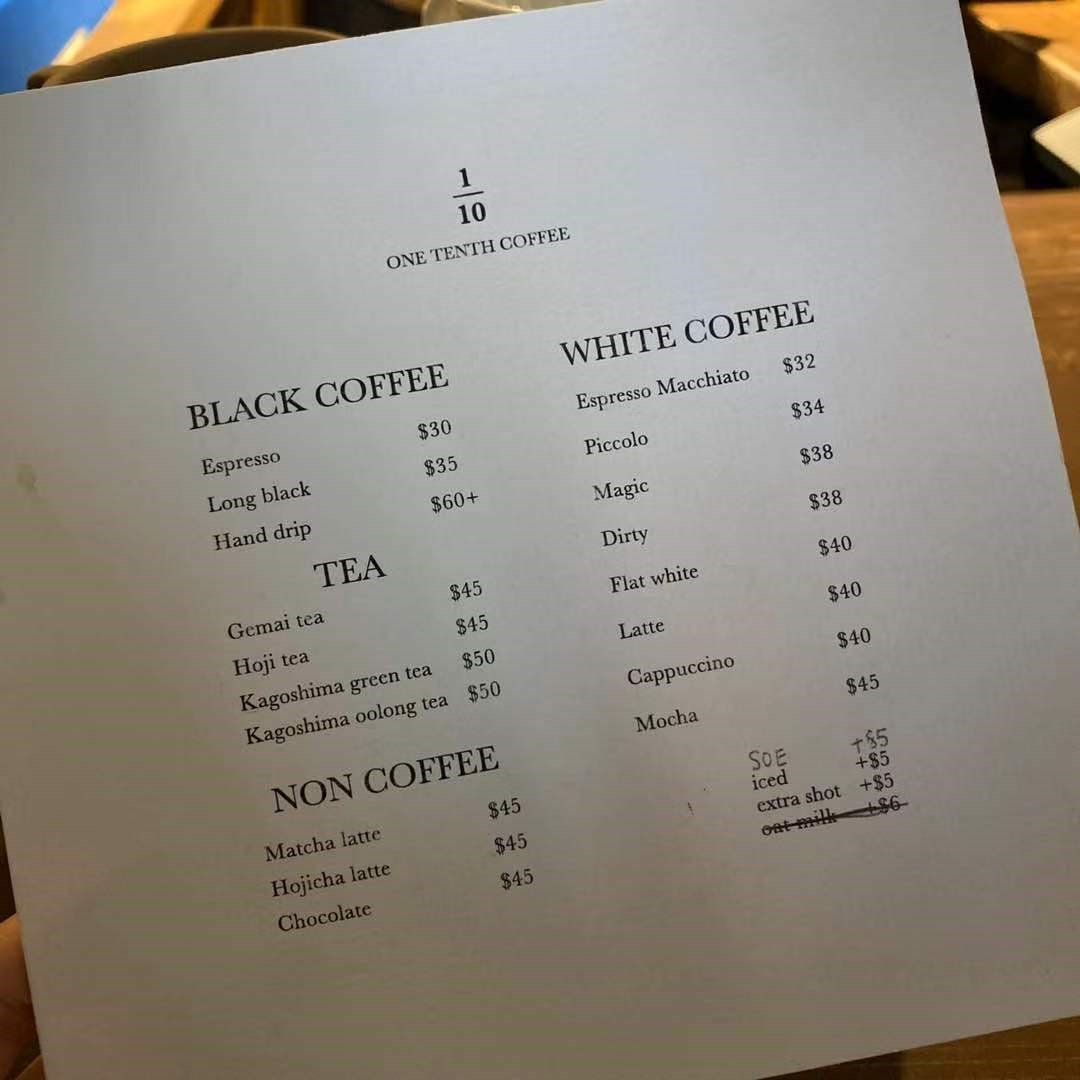 1
10
ONE TENTH COFFEE
BLACK COFFEE
Espresso $30
Long black $35
Hand drip $60+
TEA
Gemai tea $45
Hoji tea $45
Kagoshima green tea $50
Kagoshima oolong tea $50
NON COFFEE
Matcha latte $45
Hojicha latte $45
Chocolate $45
WHITE COFFEE
Espresso Macchiato $32
Piccolo $34
Magic $38
Dirty $38
Flat white $40
Latte $40
Cappuccino $40
Mocha $45
SOE +$5
iced +$5
extra shot +$5
oat milk +$6